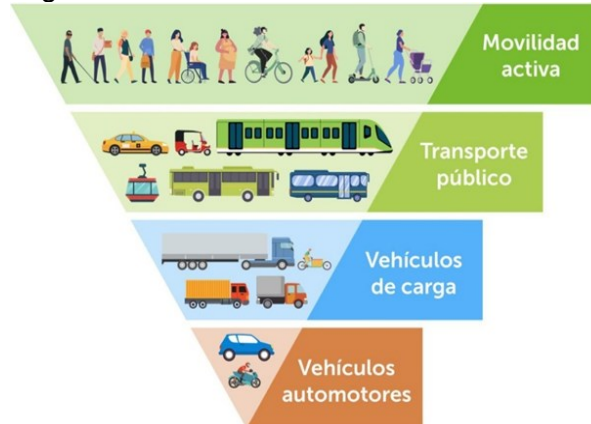 Movilidad
activa
Transporte
público
Vehículos
de carga
Vehículos
automotores